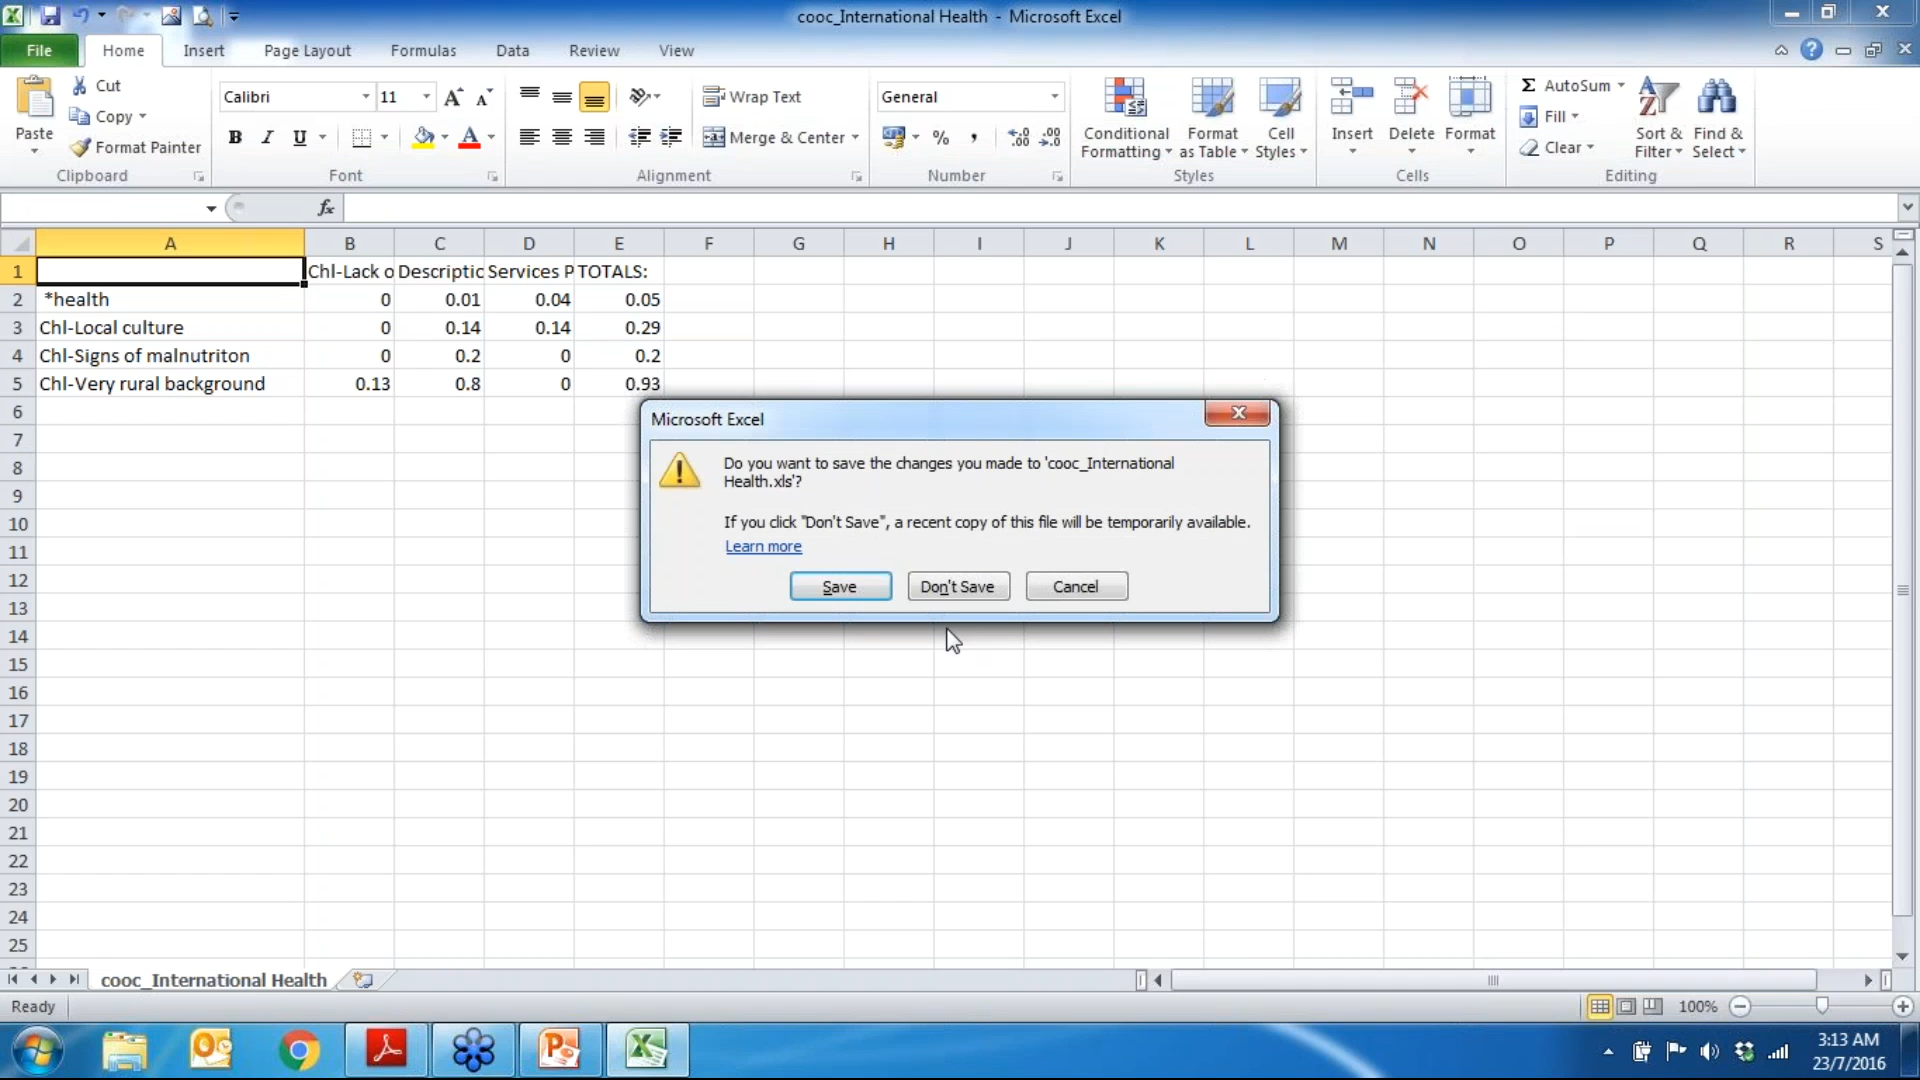 cooc_International Health - Microsoft Excel
File Home Insert Page Layout Formulas Data Review View
Paste
Cut
Copy
Format Painter
Clipboard
Calibri 11
B I U A
Font
Wrap Text
Merge & Center
Alignment
General
% ,
Number
Conditional Formatting
Format as Table
Cell Styles
Styles
Insert Delete Format
Cells
Σ AutoSum
Fill
Clear
Sort & Filter
Find & Select
Editing
fx
A B C D E F G H I J K L M N O P Q R S
1 Chl-Lack o Descriptic Services P TOTALS:
2 *health 0 0.01 0.04 0.05
3 Chl-Local culture 0 0.14 0.14 0.29
4 Chl-Signs of malnutriton 0 0.2 0 0.2
5 Chl-Very rural background 0.13 0.8 0 0.93
6
7
8
9
10
11
12
13
14
15
16
17
18
19
20
21
22
23
24
25
Microsoft Excel
Do you want to save the changes you made to 'cooc_International
Health.xls'?
If you click "Don't Save", a recent copy of this file will be temporarily available.
Learn more
Save Don't Save Cancel
cooc_International Health
Ready 100%
3:13 AM
23/7/2016